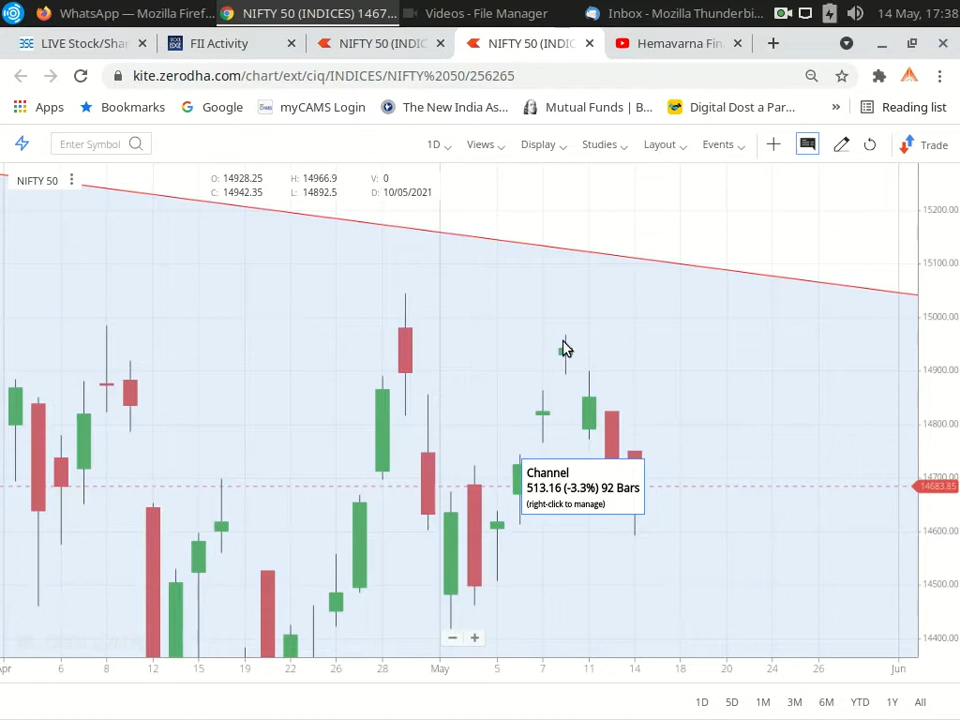 WhatsApp — Mozilla Firef...
NIFTY 50 (INDICES) 1467...
Videos - File Manager
Inbox - Mozilla Thunderbi...
14 May, 17:38
LIVE Stock/Shar
FII Activity
NIFTY 50 (INDIC
NIFTY 50 (INDIC
Hemavarna Fin
kite.zerodha.com/chart/ext/ciq/INDICES/NIFTY%2050/256265
Apps
Bookmarks
Google
myCAMS Login
The New India As...
Mutual Funds | B...
Digital Dost a Par...
»
Reading list
Enter Symbol
1D
Views
Display
Studies
Layout
Events
Trade
NIFTY 50
O: 14928.25 H: 14966.9 V: 0
C: 14942.35 L: 14892.5 D: 10/05/2021
15200.00
15100.00
15000.00
14900.00
14800.00
14700.00
14683.85
14600.00
14500.00
14400.00
Channel
513.16 (-3.3%) 92 Bars
(right-click to manage)
Apr 6 8 12 15 19 22 26 28 May 5 7 11 14 18 20 24 26 Jun
1D 5D 1M 3M 6M YTD 1Y All